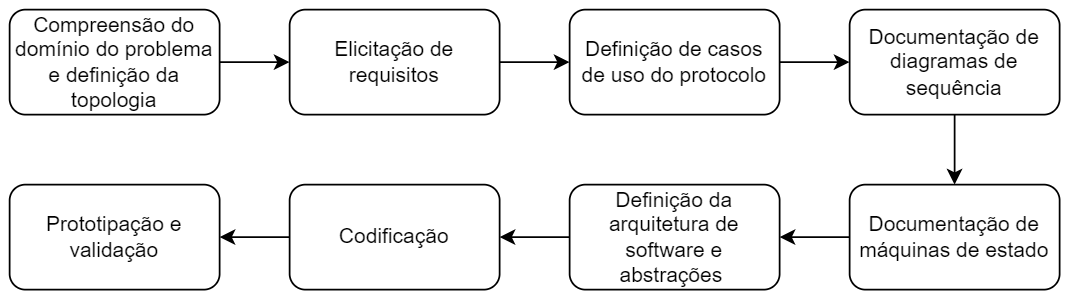 Compreensão do
domínio do problema
e definição da
topologia
Elicitação de
requisitos
Definição de casos
de uso do protocolo
Documentação de
diagramas de
sequência
Documentação de
máquinas de estado
Definição da
arquitetura de
software e
abstrações
Codificação
Prototipação e
validação